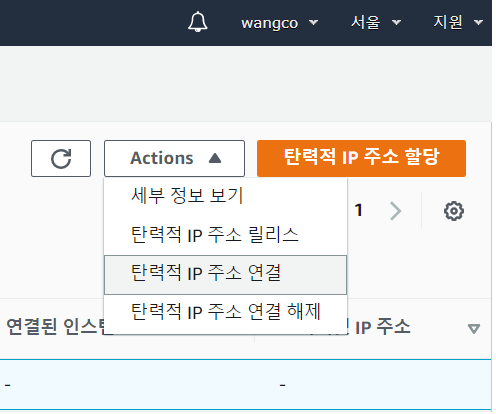 wangco 서울 지원
Actions 탄력적 IP 주소 할당
세부 정보 보기
1
탄력적 IP 주소 릴리스
탄력적 IP 주소 연결
탄력적 IP 주소 연결 해제
연결된 인스턴 IP 주소
- -